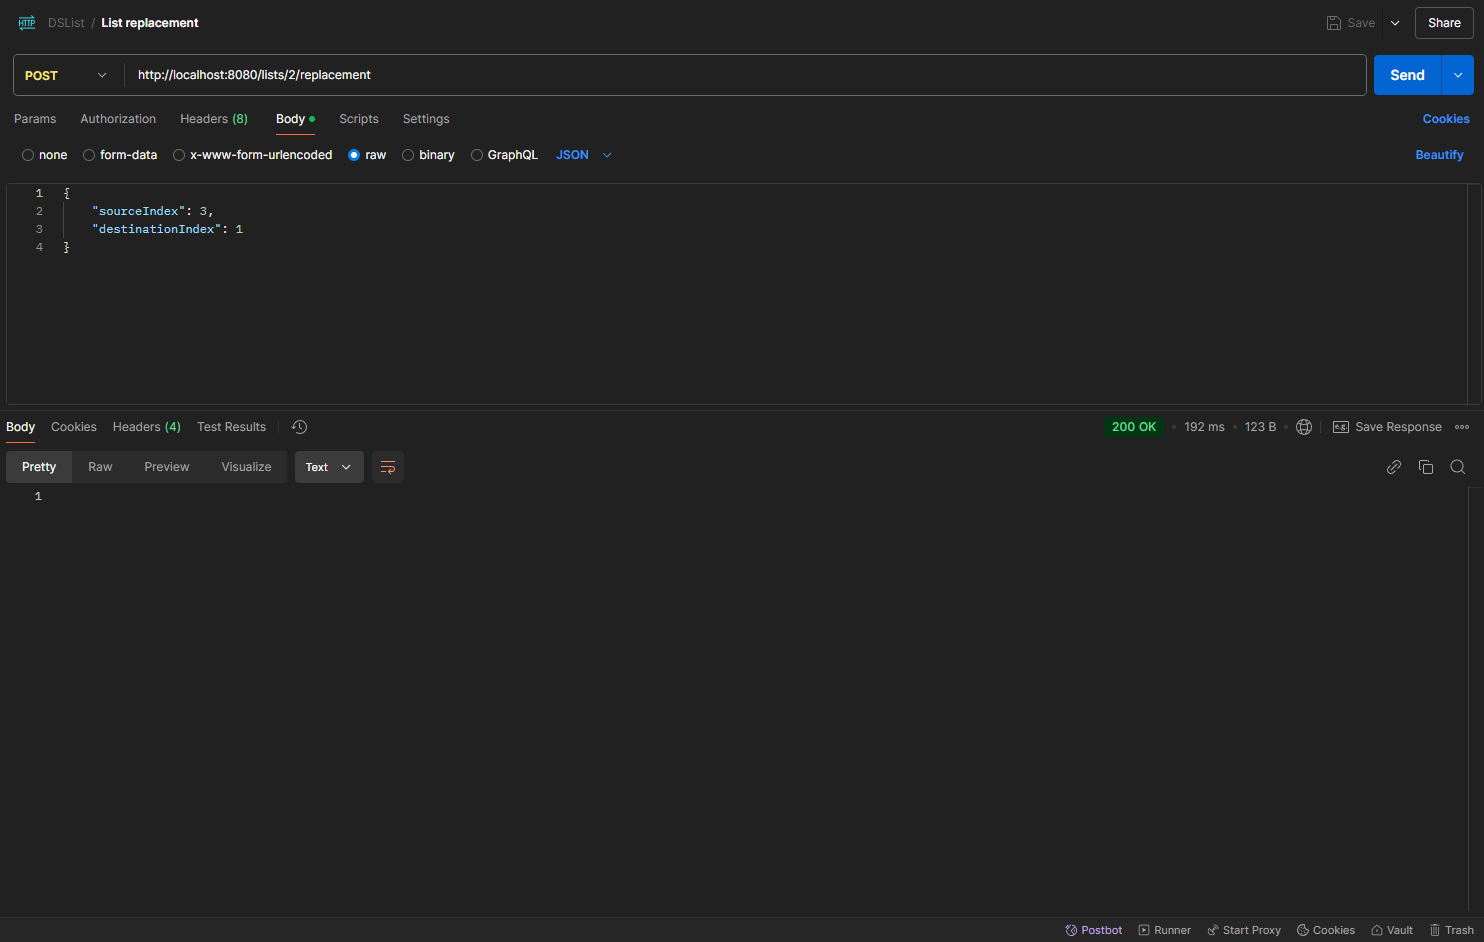 HTTP DSList / List replacement Save Share
POST http://localhost:8080/lists/2/replacement Send
Params Authorization Headers (8) Body Scripts Settings Cookies
none form-data x-www-form-urlencoded raw binary GraphQL JSON Beautify
1 {
2 "sourceIndex": 3,
3 "destinationIndex": 1
4 }
Body Cookies Headers (4) Test Results 200 OK 192 ms 123 B e.g. Save Response
Pretty Raw Preview Visualize Text
1
Postbot Runner Start Proxy Cookies Vault Trash